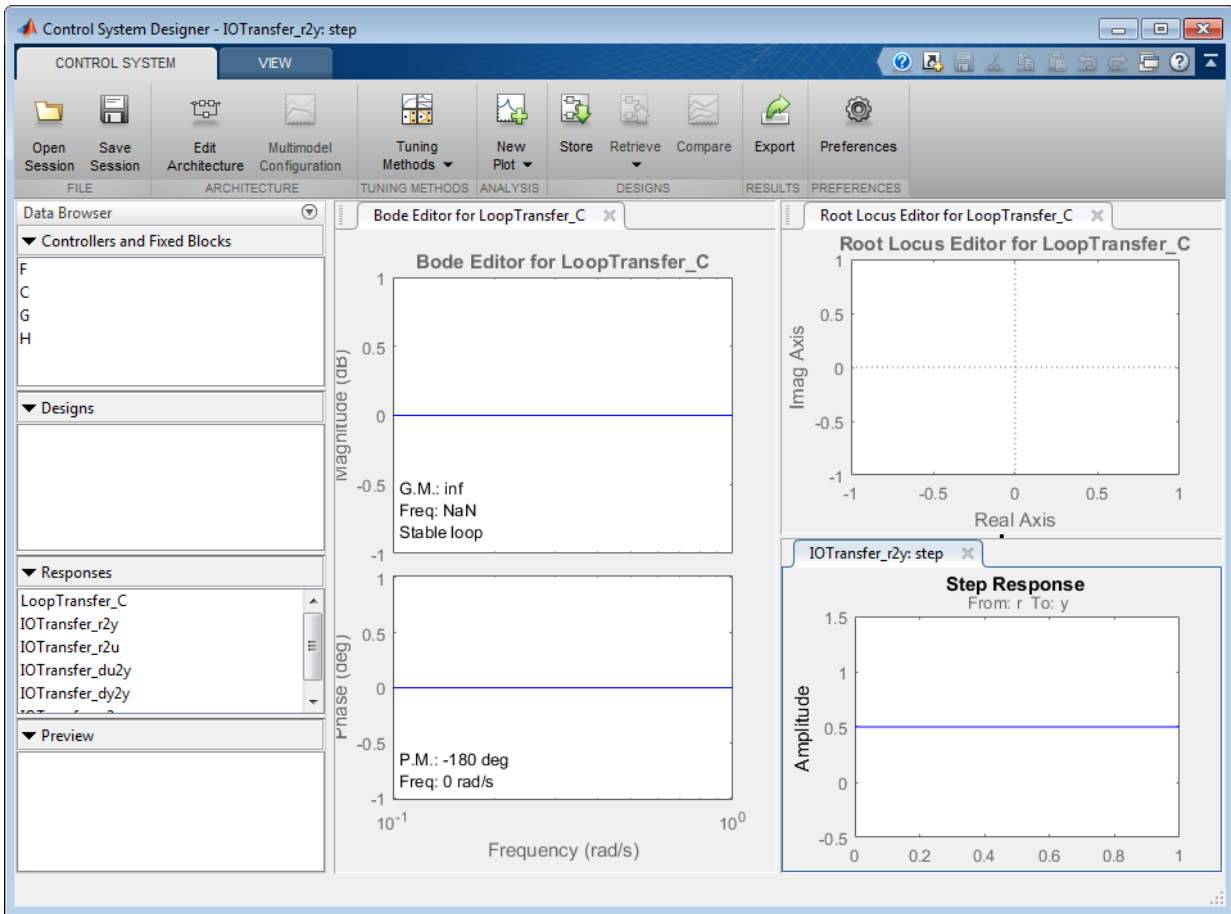 Control System Designer - IOTransfer_r2y: step
CONTROL SYSTEM
VIEW
Open Session
Save Session
Edit Architecture
Multimodel Configuration
Tuning Methods
New Plot
Store
Retrieve
Compare
Export
Preferences
FILE
ARCHITECTURE
TUNING METHODS
ANALYSIS
DESIGNS
RESULTS
PREFERENCES
Data Browser
Controllers and Fixed Blocks
F
C
G
H
Designs
Responses
LoopTransfer_C
IOTransfer_r2y
IOTransfer_r2u
IOTransfer_du2y
IOTransfer_dy2y
Preview
Bode Editor for LoopTransfer_C
Bode Editor for LoopTransfer_C
Magnitude (dB)
1
0.5
0
-0.5
-1
G.M.: inf
Freq: NaN
Stable loop
Phase (deg)
1
0.5
0
-0.5
-1
P.M.: -180 deg
Freq: 0 rad/s
10^-1
10^0
Frequency (rad/s)
Root Locus Editor for LoopTransfer_C
Root Locus Editor for LoopTransfer_C
Imag Axis
1
0.5
0
-0.5
-1
-1
-0.5
0
0.5
1
Real Axis
IOTransfer_r2y: step
Step Response
From: r To: y
Amplitude
1.5
1
0.5
0
-0.5
0
0.2
0.4
0.6
0.8
1